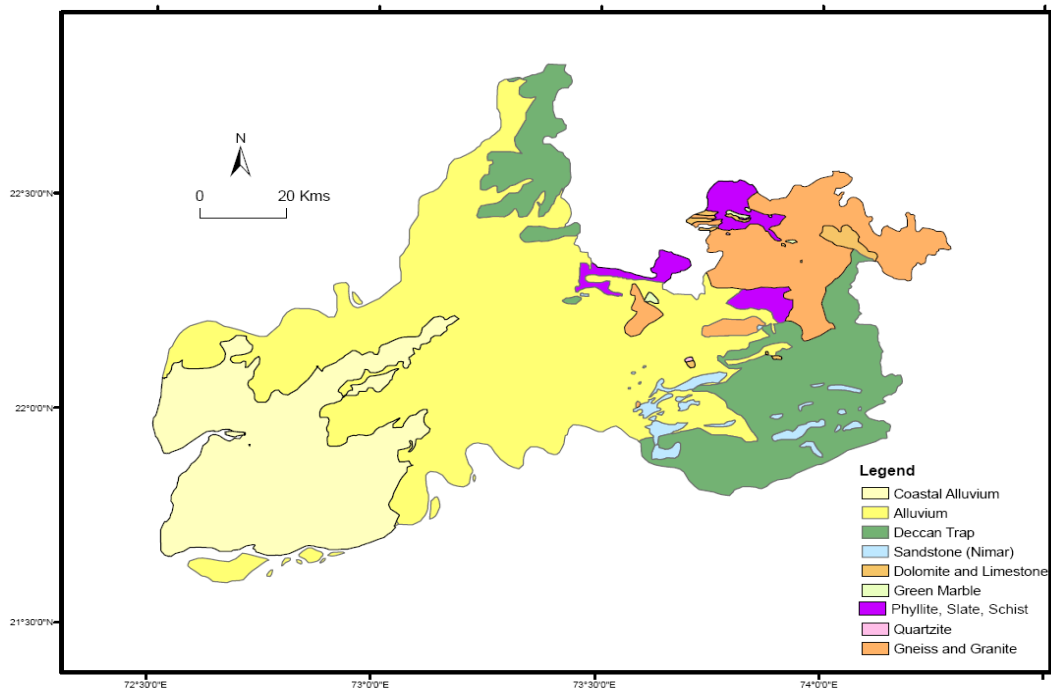 N
0 20 Kms
22°30'0"N
22°0'0"N
21°30'0"N
Legend
Coastal Alluvium
Alluvium
Deccan Trap
Sandstone (Nimar)
Dolomite and Limestone
Green Marble
Phyllite, Slate, Schist
Quartzite
Gneiss and Granite
72°30'0"E 73°0'0"E 73°30'0"E 74°0'0"E